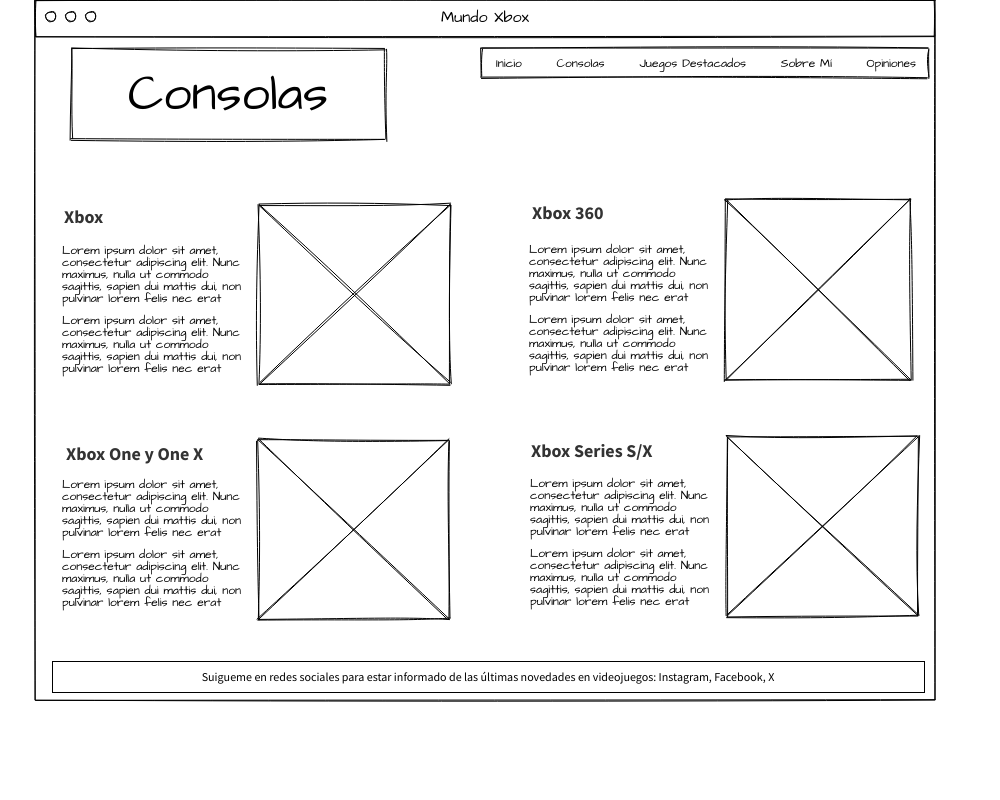 Mundo Xbox
Consolas
Inicio Consolas Juegos Destacados Sobre Mí Opiniones
Xbox
Lorem ipsum dolor sit amet,
consectetur adipiscing elit. Nunc
maximus, nulla ut commodo
sagittis, sapien dui mattis dui, non
pulvinar lorem felis nec erat
Lorem ipsum dolor sit amet,
consectetur adipiscing elit. Nunc
maximus, nulla ut commodo
sagittis, sapien dui mattis dui, non
pulvinar lorem felis nec erat
Xbox 360
Lorem ipsum dolor sit amet,
consectetur adipiscing elit. Nunc
maximus, nulla ut commodo
sagittis, sapien dui mattis dui, non
pulvinar lorem felis nec erat
Lorem ipsum dolor sit amet,
consectetur adipiscing elit. Nunc
maximus, nulla ut commodo
sagittis, sapien dui mattis dui, non
pulvinar lorem felis nec erat
Xbox One y One X
Lorem ipsum dolor sit amet,
consectetur adipiscing elit. Nunc
maximus, nulla ut commodo
sagittis, sapien dui mattis dui, non
pulvinar lorem felis nec erat
Lorem ipsum dolor sit amet,
consectetur adipiscing elit. Nunc
maximus, nulla ut commodo
sagittis, sapien dui mattis dui, non
pulvinar lorem felis nec erat
Xbox Series S/X
Lorem ipsum dolor sit amet,
consectetur adipiscing elit. Nunc
maximus, nulla ut commodo
sagittis, sapien dui mattis dui, non
pulvinar lorem felis nec erat
Lorem ipsum dolor sit amet,
consectetur adipiscing elit. Nunc
maximus, nulla ut commodo
sagittis, sapien dui mattis dui, non
pulvinar lorem felis nec erat
Suigueme en redes sociales para estar informado de las últimas novedades en videojuegos: Instagram, Facebook, X